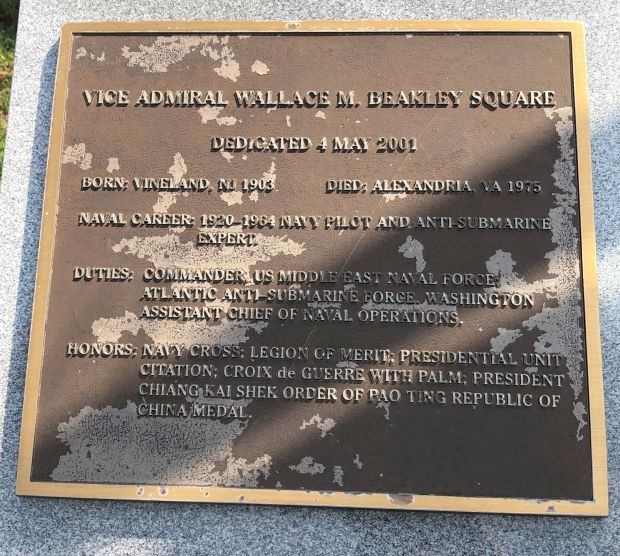 VICE ADMIRAL WALLACE M. BEAKLEY SQUARE
DEDICATED 4 MAY 2001
BORN: VINELAND, NJ 1903 DIED: ALEXANDRIA, VA 1975
NAVAL CAREER: 1920-1964 NAVY PILOT AND ANTI-SUBMARINE
EXPERT
DUTIES: COMMANDER, US MIDDLE EAST NAVAL FORCE;
ATLANTIC ANTI-SUBMARINE FORCE, WASHINGTON
ASSISTANT CHIEF OF NAVAL OPERATIONS.
HONORS: NAVY CROSS; LEGION OF MERIT; PRESIDENTIAL UNIT
CITATION; CROIX de GUERRE WITH PALM; PRESIDENT
CHIANG KAI SHEK ORDER OF PAO TING REPUBLIC OF
CHINA MEDAL.